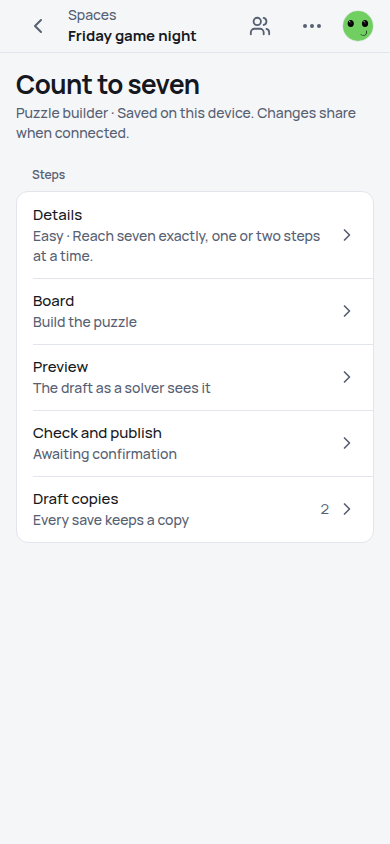 Spaces
Friday game night
Count to seven
Puzzle builder · Saved on this device. Changes share
when connected.
Steps
Details
Easy · Reach seven exactly, one or two steps
at a time.
Board
Build the puzzle
Preview
The draft as a solver sees it
Check and publish
Awaiting confirmation
Draft copies
Every save keeps a copy
2